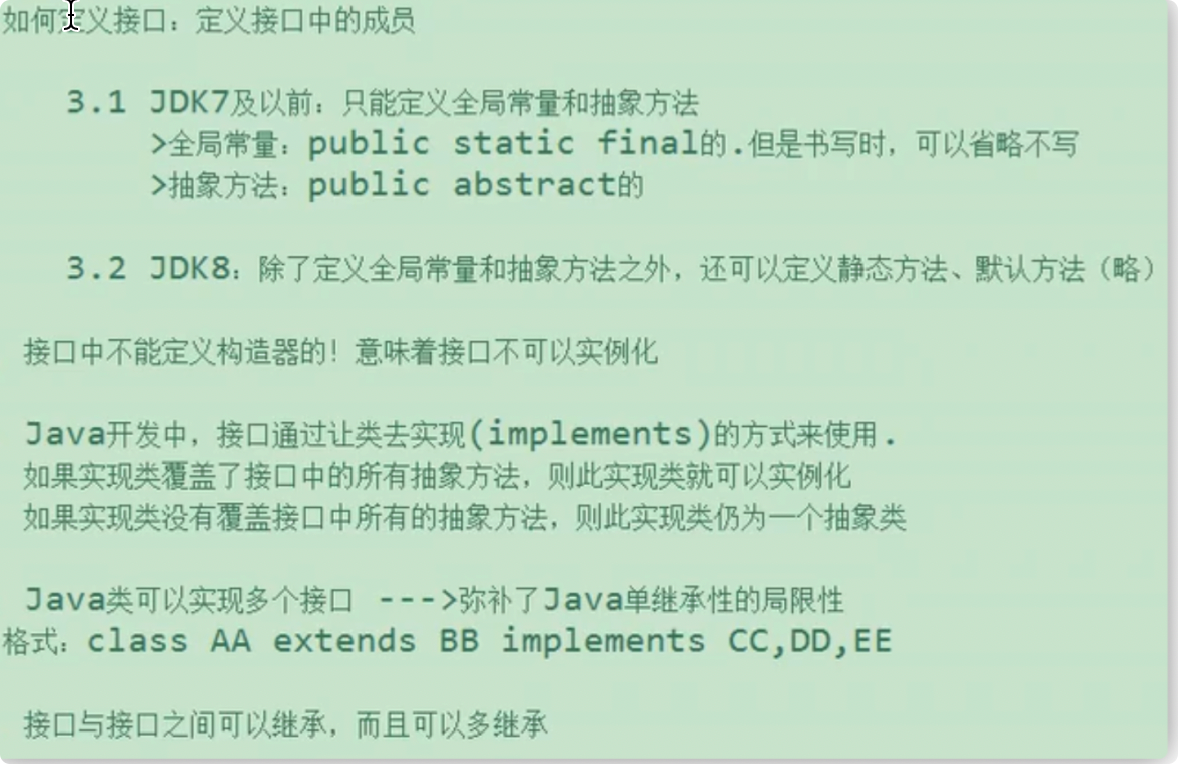 如何定义接口：定义接口中的成员
3.1 JDK7及以前：只能定义全局常量和抽象方法
>全局常量：public static final的.但是书写时，可以省略不写
>抽象方法：public abstract的
3.2 JDK8：除了定义全局常量和抽象方法之外，还可以定义静态方法、默认方法（略）
接口中不能定义构造器的！意味着接口不可以实例化
Java开发中，接口通过让类去实现(implements)的方式来使用.
如果实现类覆盖了接口中的所有抽象方法，则此实现类就可以实例化
如果实现类没有覆盖接口中所有的抽象方法，则此实现类仍为一个抽象类
Java类可以实现多个接口 --->弥补了Java单继承性的局限性
格式：class AA extends BB implements CC,DD,EE
接口与接口之间可以继承，而且可以多继承